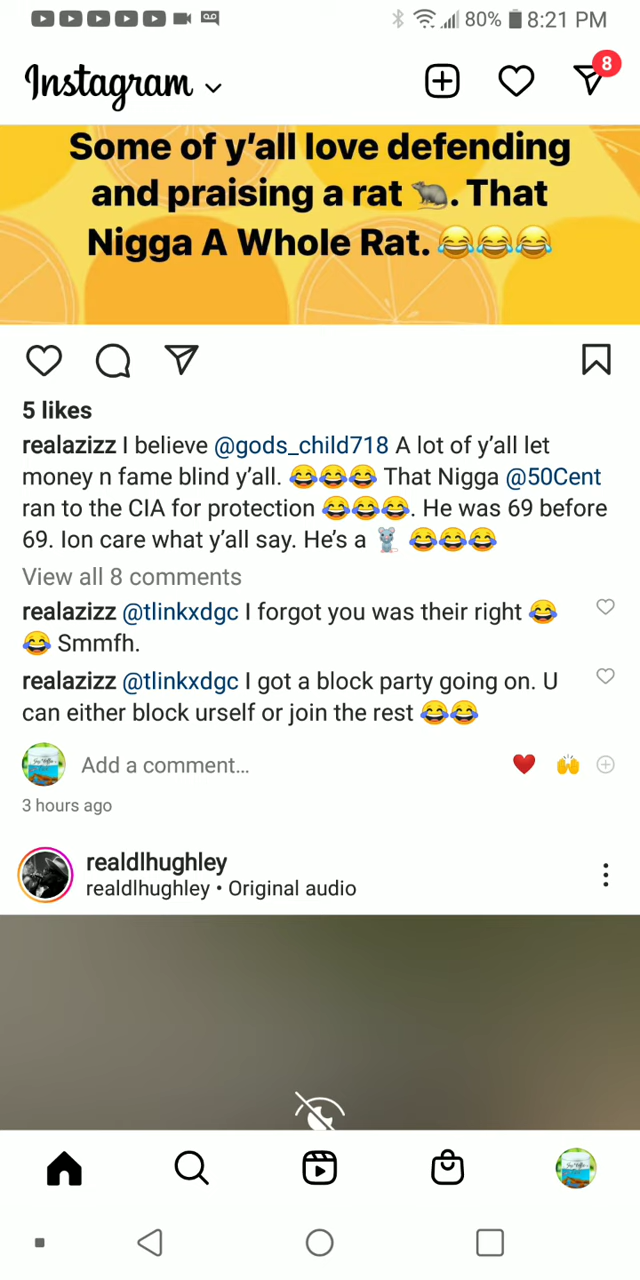 80% 8:21 PM
Instagram
8
Some of y'all love defending
and praising a rat 🐀. That
Nigga A Whole Rat. 😂😂😂
5 likes
realazizz I believe @gods_child718 A lot of y'all let
money n fame blind y'all. 😂😂😂 That Nigga @50Cent
ran to the CIA for protection 😂😂😂. He was 69 before
69. Ion care what y'all say. He's a 🐁 😂😂😂
View all 8 comments
realazizz @tlinkxdgc I forgot you was their right 😂
😂 Smmfh.
realazizz @tlinkxdgc I got a block party going on. U
can either block urself or join the rest 😂😂
Add a comment...
3 hours ago
realdlhughley
realdlhughley • Original audio